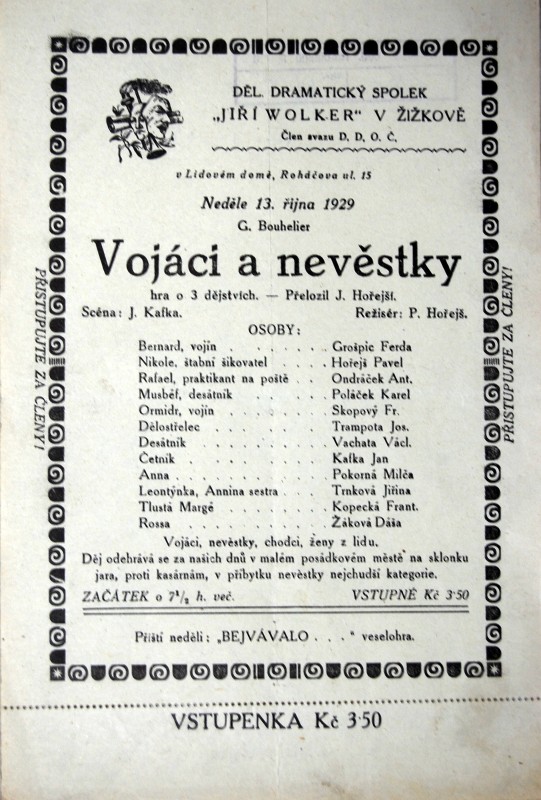 DĚL. DRAMATICKÝ SPOLEK
„JIŘÍ WOLKER“ V ŽIŽKOVĚ
Člen svazu D. D. O. Č.
v Lidovém domě, Roháčova ul. 15
Neděle 13. října 1929
G. Bouhelier
Vojáci a nevěstky
hra o 3 dějstvích. — Přeložil J. Hořejší.
Scéna: J. Kafka. Režisér: P. Hořejš.
OSOBY:
Bernard, vojín . . . . . . . Grošpic Ferda
Nikole, štabní šikovatel . . . . Hořejš Pavel
Rafael, praktikant na poště . . Ondráček Ant.
Musběf, desátník . . . . . . Poláček Karel
Ormidr, vojín . . . . . . . Skopový Fr.
Dělostřelec . . . . . . . . Trampota Jos.
Desátník . . . . . . . . . Vachata Václ.
Četník . . . . . . . . . . Kafka Jan
Anna . . . . . . . . . . . Pokorná Milča
Leontýnka, Annina sestra . . . Trnková Jiřina
Tlustá Margé . . . . . . . Kopecká Frant.
Rossa . . . . . . . . . . Žáková Dáša
Vojáci, nevěstky, chodci, ženy z lidu.
Děj odehrává se za našich dnů v malém posádkovém městě na sklonku
jara, proti kasárnám, v příbytku nevěstky nejchudší kategorie.
ZAČÁTEK o 7½ h. več. VSTUPNÉ Kč 3·50
Příští neděli: „BEJVÁVALO . . .“ veselohra.
PŘISTUPUJTE ZA ČLENY!
PŘISTUPUJTE ZA ČLENY!
VSTUPENKA Kč 3·50